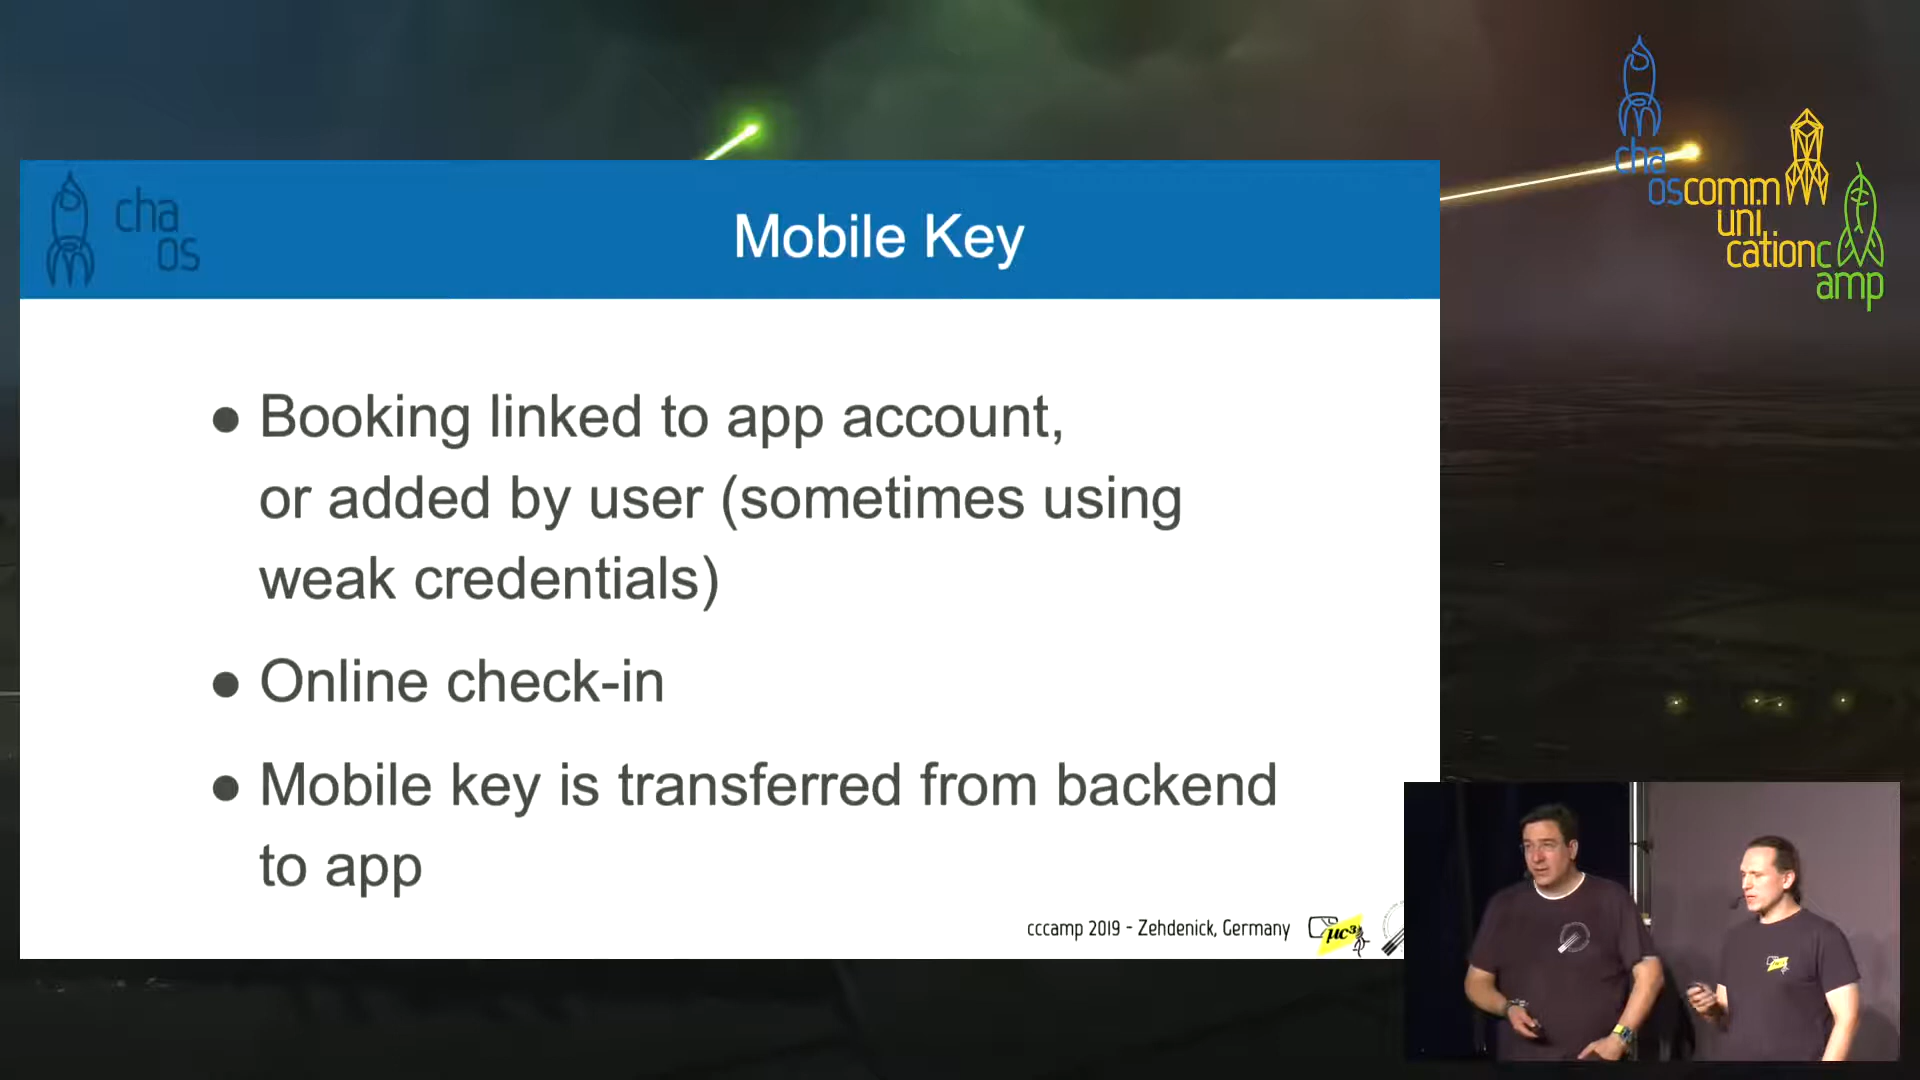 cha
os
Mobile Key
● Booking linked to app account,
or added by user (sometimes using
weak credentials)
● Online check-in
● Mobile key is transferred from backend
to app
cccamp 2019 - Zehdenick, Germany
µc³
cha
oscomm
uni
cationc
amp